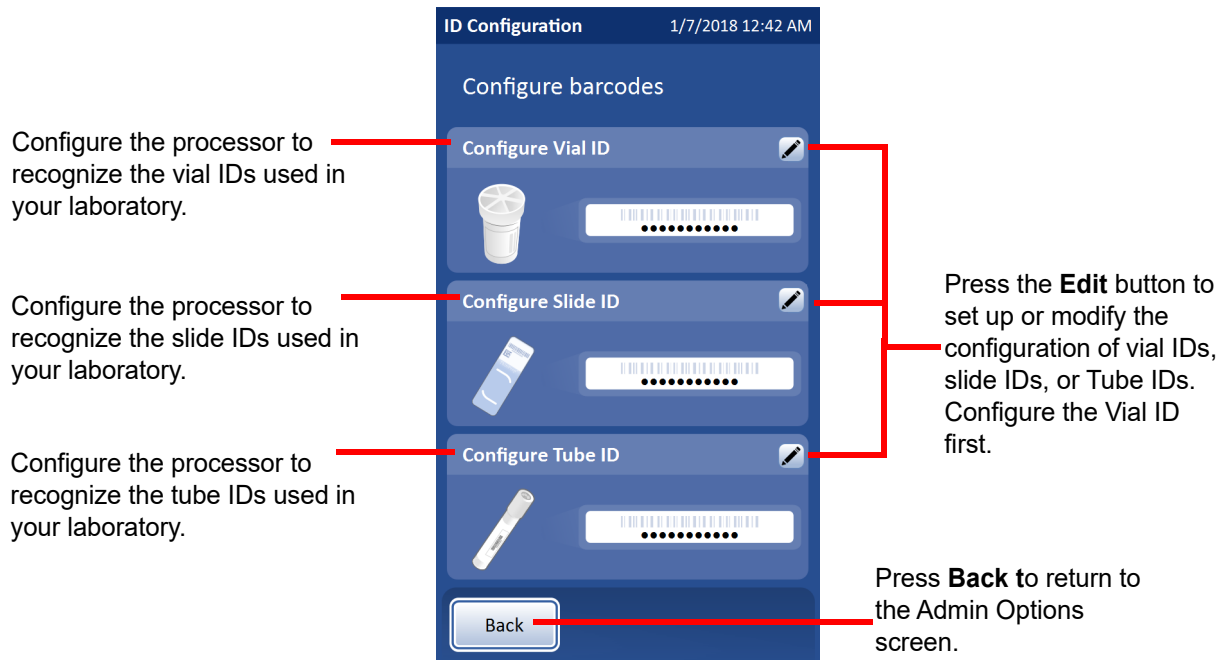 ID Configuration 1/7/2018 12:42 AM
Configure barcodes
Configure the processor to
recognize the vial IDs used in
your laboratory.
Configure Vial ID
Configure the processor to
recognize the slide IDs used in
your laboratory.
Configure Slide ID
Press the Edit button to
set up or modify the
configuration of vial IDs,
slide IDs, or Tube IDs.
Configure the Vial ID
first.
Configure the processor to
recognize the tube IDs used in
your laboratory.
Configure Tube ID
Press Back to return to
the Admin Options
screen.
Back